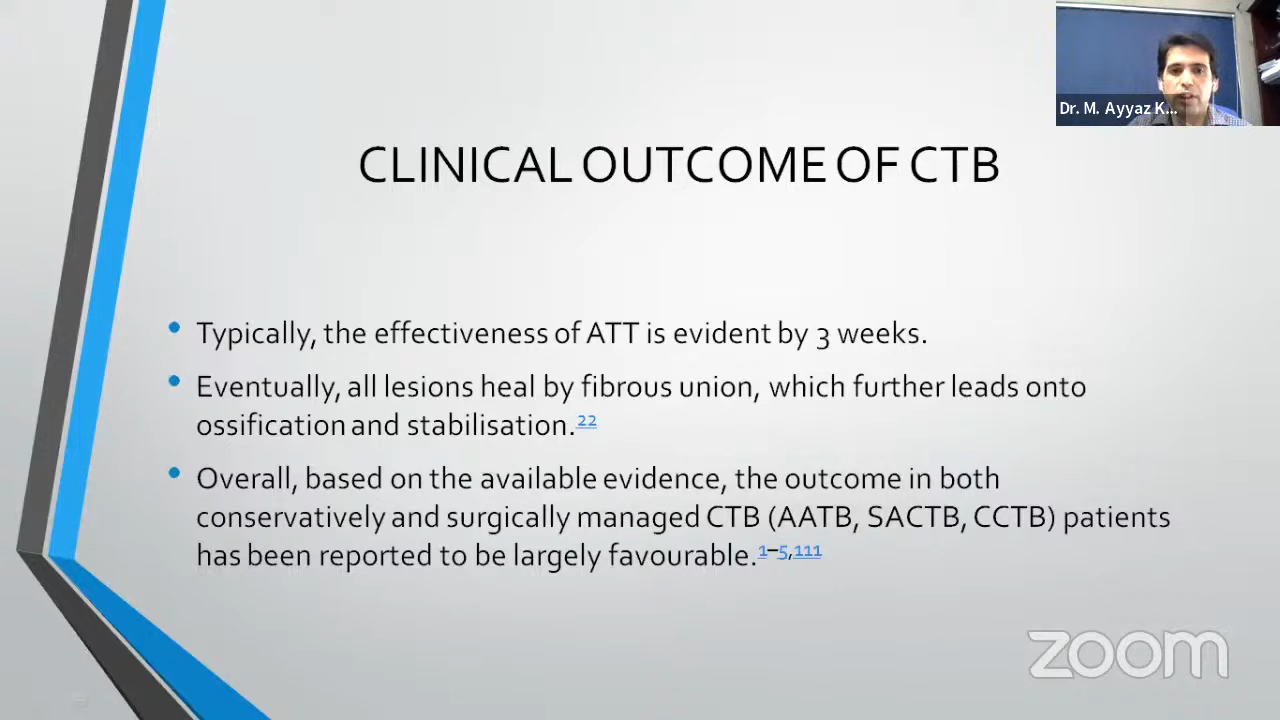 Dr. M. Ayyaz K...
CLINICAL OUTCOME OF CTB
• Typically, the effectiveness of ATT is evident by 3 weeks.
• Eventually, all lesions heal by fibrous union, which further leads onto
ossification and stabilisation.22
• Overall, based on the available evidence, the outcome in both
conservatively and surgically managed CTB (AATB, SACTB, CCTB) patients
has been reported to be largely favourable.1–5,111
zoom